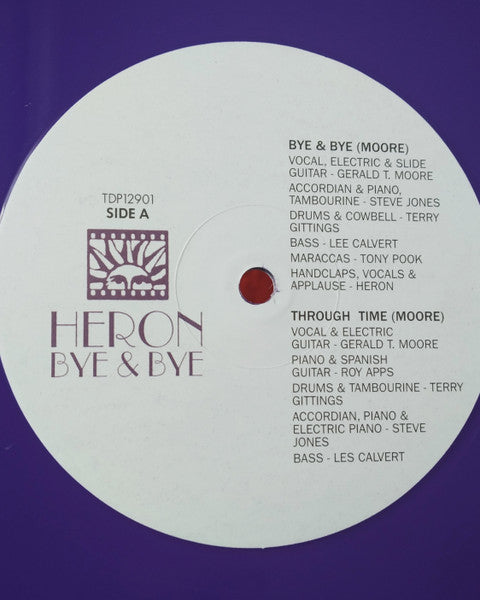 TDP12901
SIDE A
HERON
BYE & BYE
BYE & BYE (MOORE)
VOCAL, ELECTRIC & SLIDE
GUITAR - GERALD T. MOORE
ACCORDIAN & PIANO,
TAMBOURINE - STEVE JONES
DRUMS & COWBELL - TERRY
GITTINGS
BASS - LEE CALVERT
MARACCAS - TONY POOK
HANDCLAPS, VOCALS &
APPLAUSE - HERON
THROUGH TIME (MOORE)
VOCAL & ELECTRIC
GUITAR - GERALD T. MOORE
PIANO & SPANISH
GUITAR - ROY APPS
DRUMS & TAMBOURINE - TERRY
GITTINGS
ACCORDIAN, PIANO &
ELECTRIC PIANO - STEVE
JONES
BASS - LES CALVERT